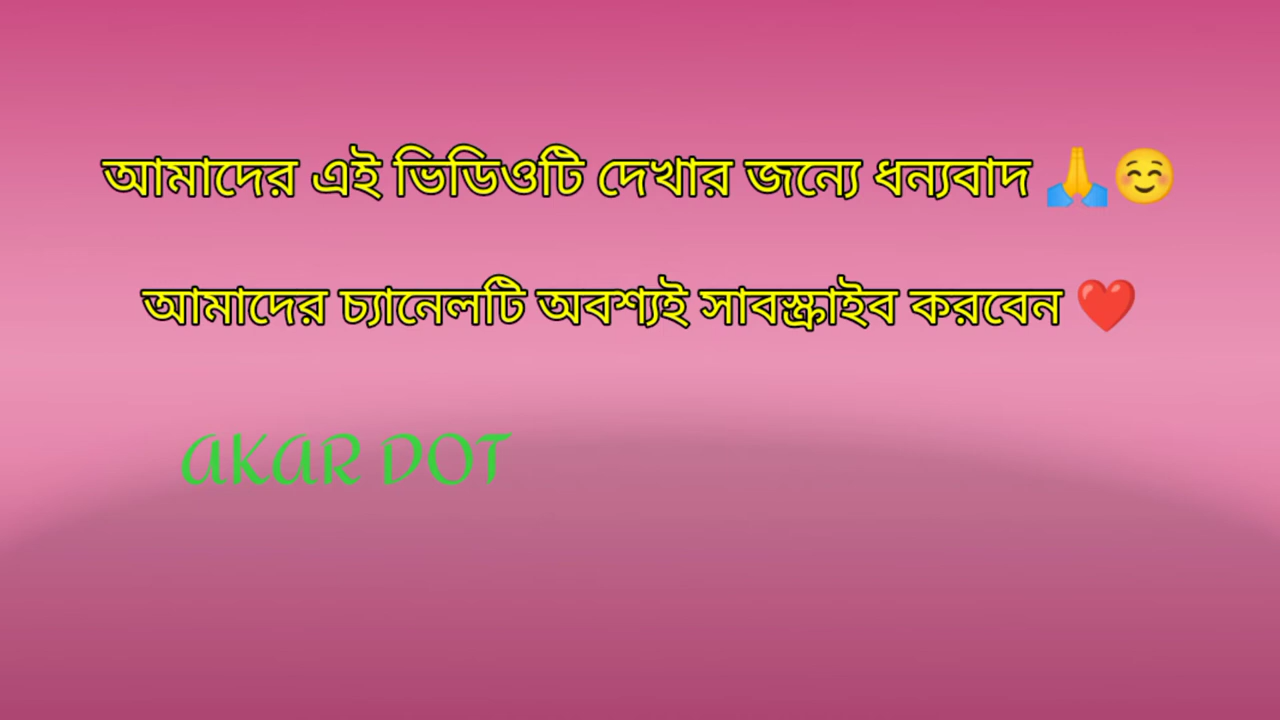 আমাদের এই ভিডিওটি দেখার জন্যে ধন্যবাদ 🙏☺️
আমাদের চ্যানেলটি অবশ্যই সাবস্ক্রাইব করবেন ❤️
AKAR DOT